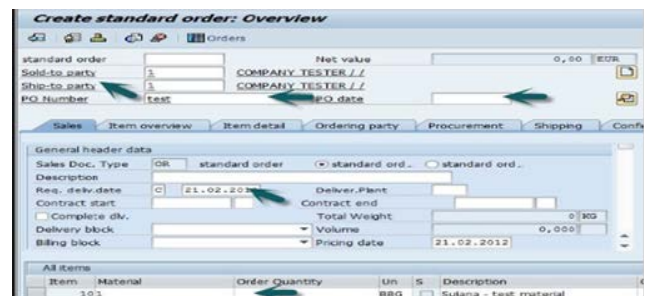 Create standard order: Overview
Orders
standard order Net value 0,00 EUR
Sold-to party 1 COMPANY TESTER / /
Ship-to party 1 COMPANY TESTER / /
PO Number test PO date
Sales Item overview Item detail Ordering party Procurement Shipping Confi
General header data
Sales Doc. Type OR standard order standard ord.. standard ord..
Description
Req. deliv.date C 21.02.201 Deliver.Plant
Contract start Contract end
Complete dlv. Total Weight 0 KG
Delivery block Volume 0,000
Billing block Pricing date 21.02.2012
All items
Item Material Order Quantity Un S Description
101 Sulana - test material